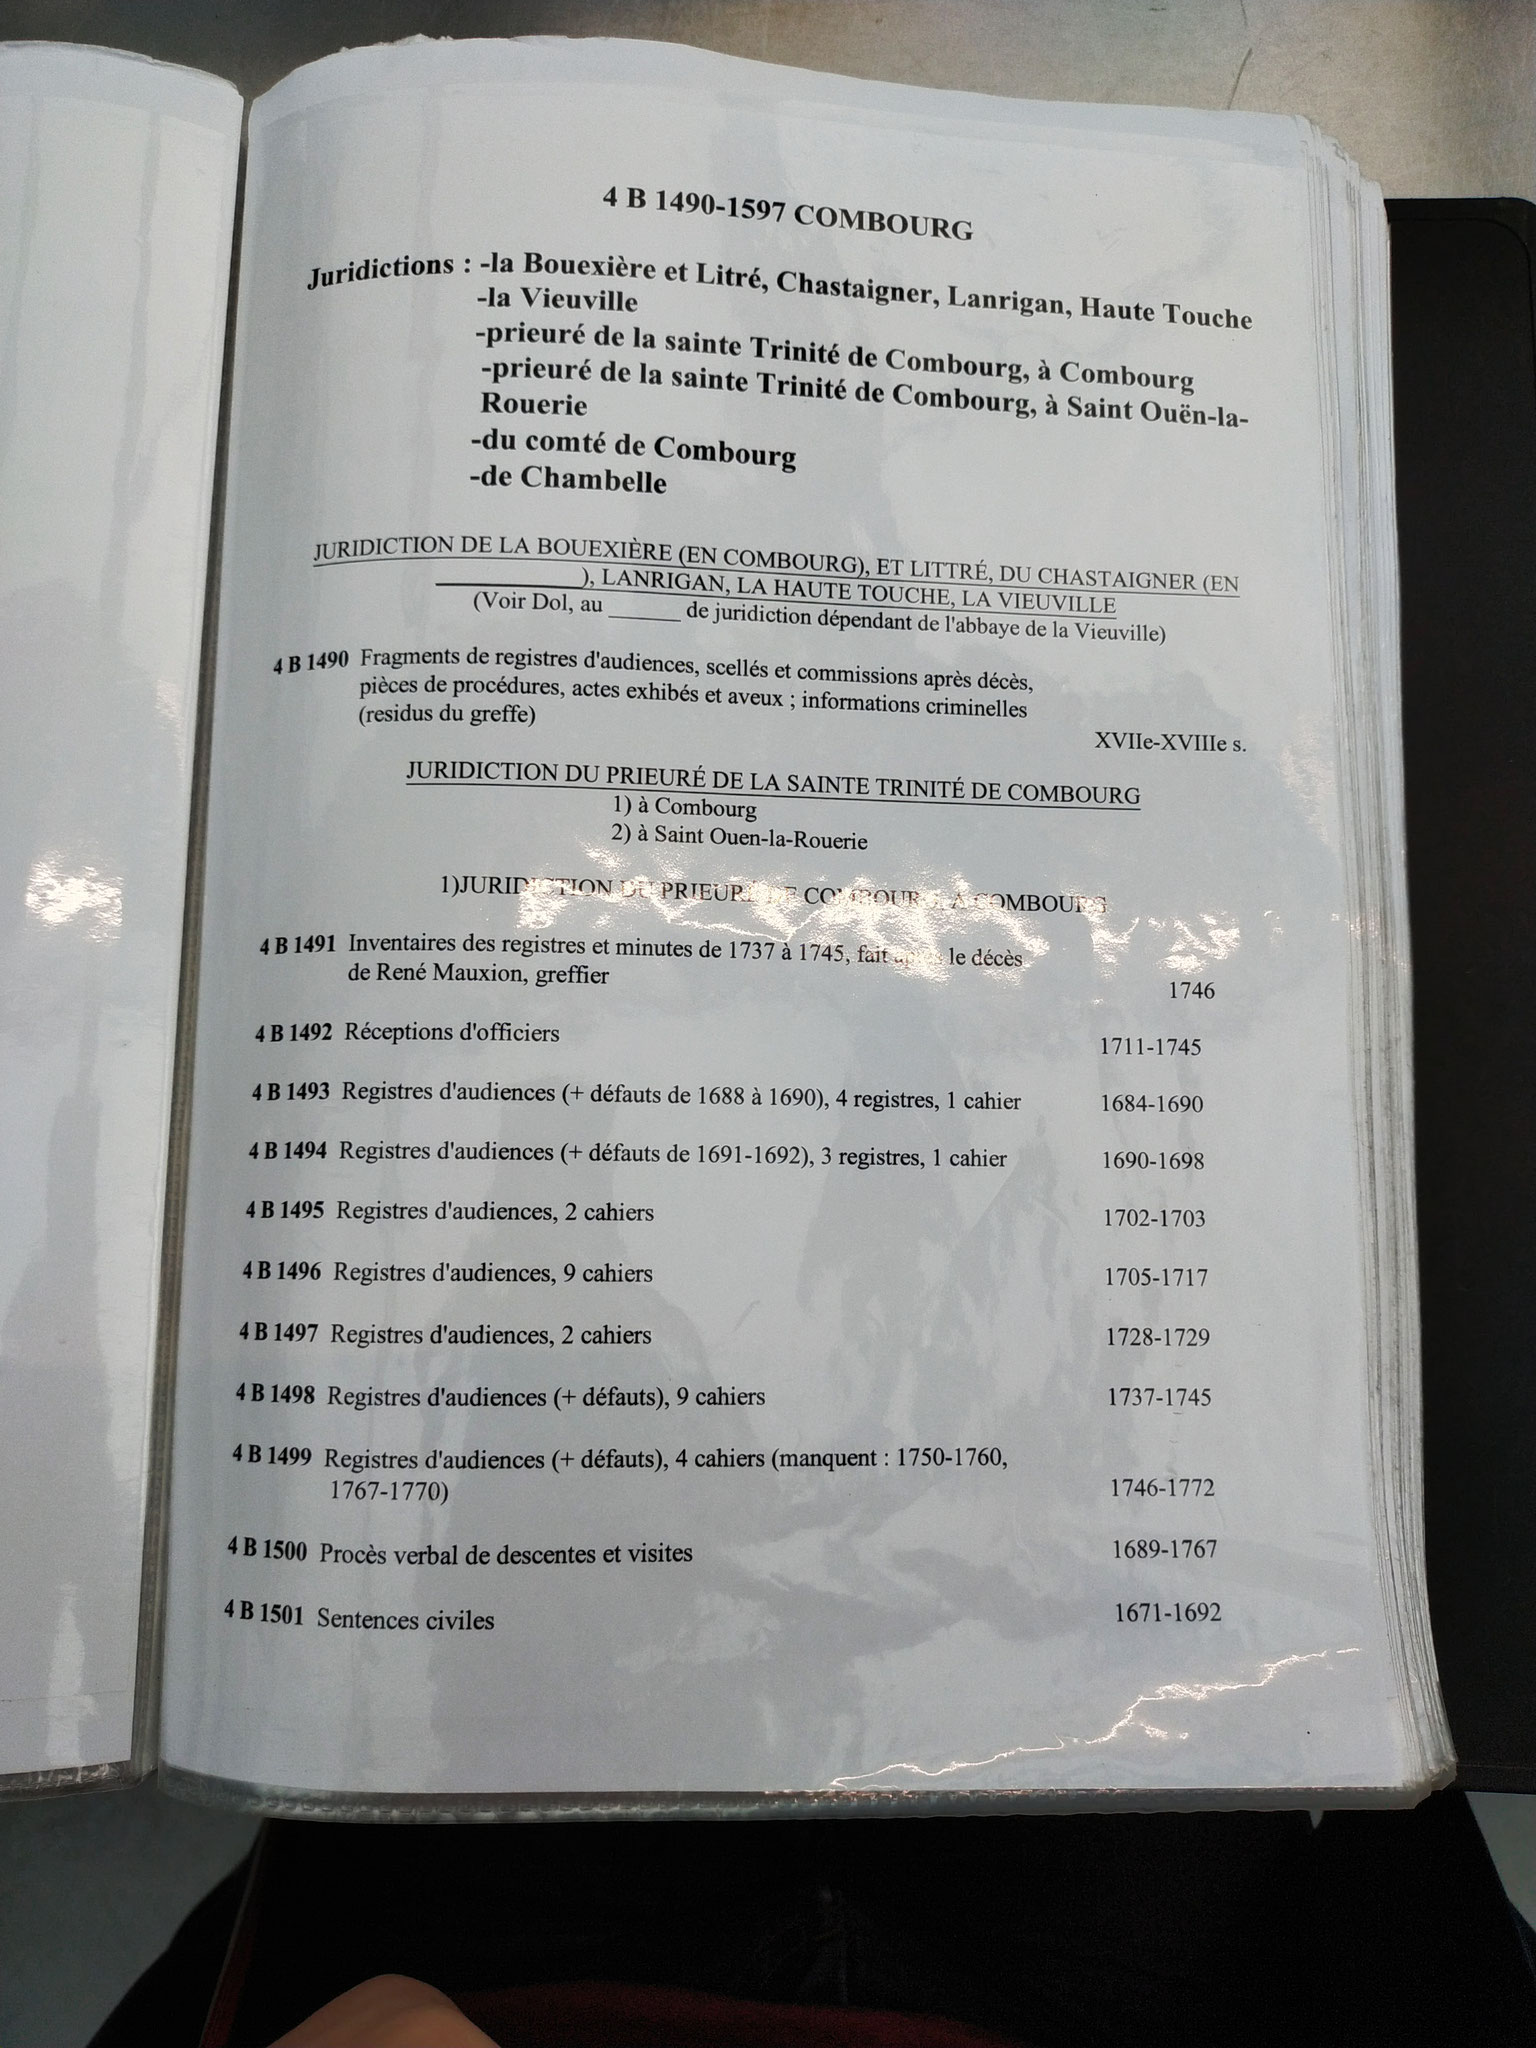 4 B 1490-1597 COMBOURG
Juridictions : -la Bouexière et Litré, Chastaigner, Lanrigan, Haute Touche
-la Vieuville
-prieuré de la sainte Trinité de Combourg, à Combourg
-prieuré de la sainte Trinité de Combourg, à Saint Ouën-la-
Rouerie
-du comté de Combourg
-de Chambelle
JURIDICTION DE LA BOUEXIÈRE (EN COMBOURG), ET LITTRÉ, DU CHASTAIGNER (EN
____________), LANRIGAN, LA HAUTE TOUCHE, LA VIEUVILLE
(Voir Dol, au ______ de juridiction dépendant de l'abbaye de la Vieuville)
4 B 1490 Fragments de registres d'audiences, scellés et commissions après décès,
pièces de procédures, actes exhibés et aveux ; informations criminelles
(residus du greffe)
XVIIe-XVIIIe s.
JURIDICTION DU PRIEURÉ DE LA SAINTE TRINITÉ DE COMBOURG
1) à Combourg
2) à Saint Ouen-la-Rouerie
1)JURIDICTION DU PRIEURÉ DE COMBOURG, À COMBOURG
4 B 1491 Inventaires des registres et minutes de 1737 à 1745, fait après le décès
de René Mauxion, greffier
1746
4 B 1492 Réceptions d'officiers 1711-1745
4 B 1493 Registres d'audiences (+ défauts de 1688 à 1690), 4 registres, 1 cahier 1684-1690
4 B 1494 Registres d'audiences (+ défauts de 1691-1692), 3 registres, 1 cahier 1690-1698
4 B 1495 Registres d'audiences, 2 cahiers 1702-1703
4 B 1496 Registres d'audiences, 9 cahiers 1705-1717
4 B 1497 Registres d'audiences, 2 cahiers 1728-1729
4 B 1498 Registres d'audiences (+ défauts), 9 cahiers 1737-1745
4 B 1499 Registres d'audiences (+ défauts), 4 cahiers (manquent : 1750-1760,
1767-1770) 1746-1772
4 B 1500 Procès verbal de descentes et visites 1689-1767
4 B 1501 Sentences civiles 1671-1692